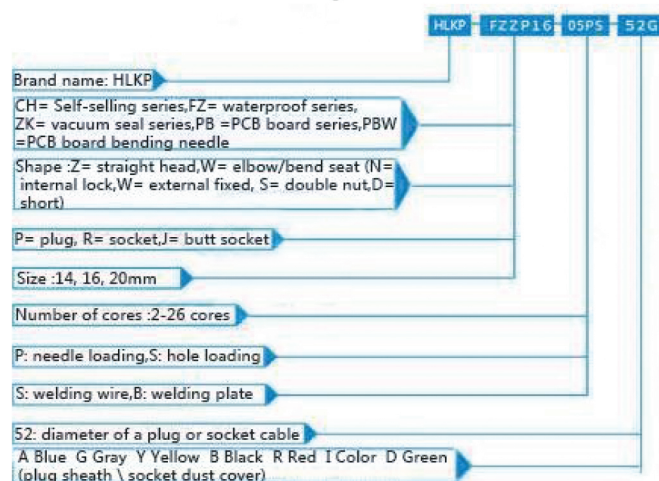 HLKP - FZZP16 - 05PS - 52G
Brand name: HLKP
CH= Self-selling series,FZ= waterproof series,
ZK= vacuum seal series,PB =PCB board series,PBW
=PCB board bending needle
Shape :Z= straight head,W= elbow/bend seat (N=
internal lock,W= external fixed, S= double nut,D=
short)
P= plug, R= socket,J= butt socket
Size :14, 16, 20mm
Number of cores :2-26 cores
P: needle loading,S: hole loading
S: welding wire,B: welding plate
52: diameter of a plug or socket cable
A Blue G Gray Y Yellow B Black R Red I Color D Green
(plug sheath \ socket dust cover)